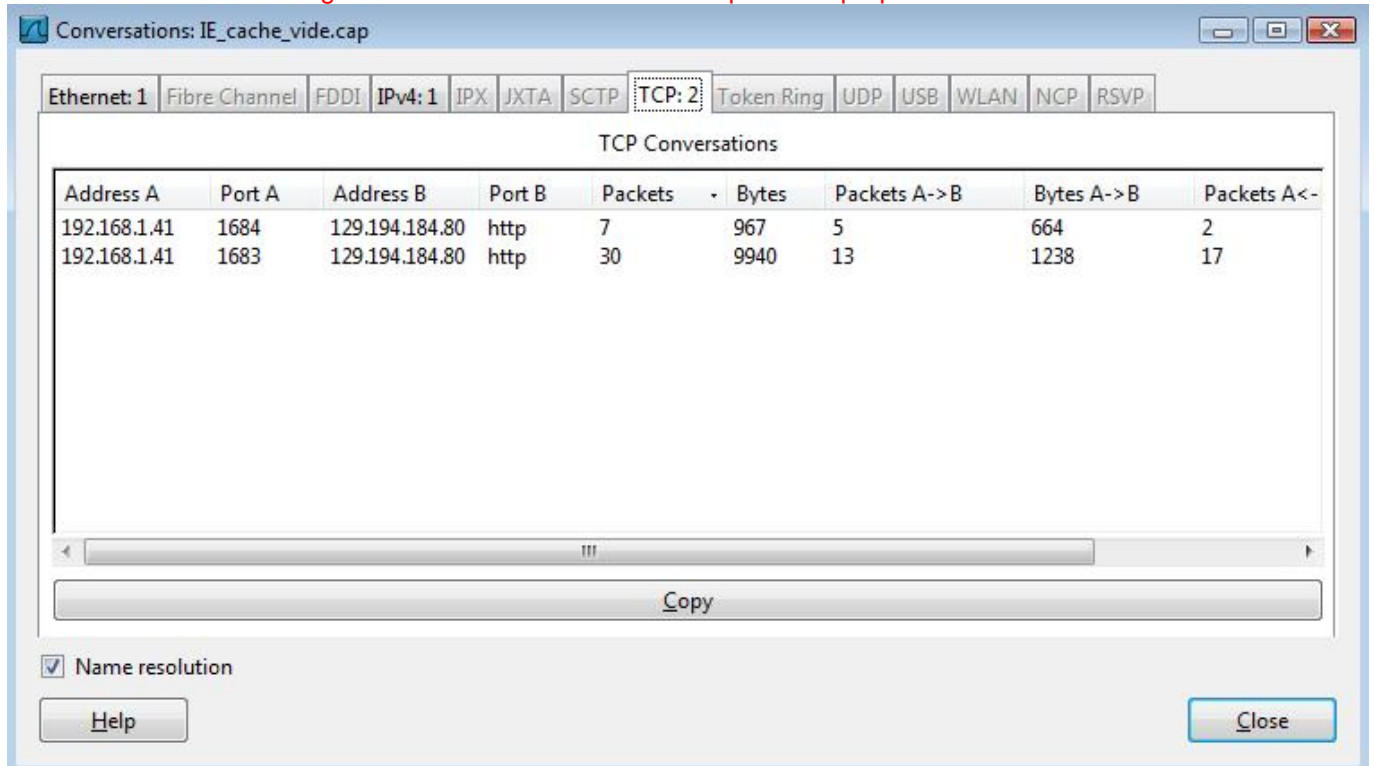 Conversations: IE_cache_vide.cap
Ethernet: 1 Fibre Channel FDDI IPv4: 1 IPX JXTA SCTP TCP: 2 Token Ring UDP USB WLAN NCP RSVP
TCP Conversations
Address A Port A Address B Port B Packets Bytes Packets A->B Bytes A->B Packets A<-
192.168.1.41 1684 129.194.184.80 http 7 967 5 664 2
192.168.1.41 1683 129.194.184.80 http 30 9940 13 1238 17
Copy
Name resolution
Help Close